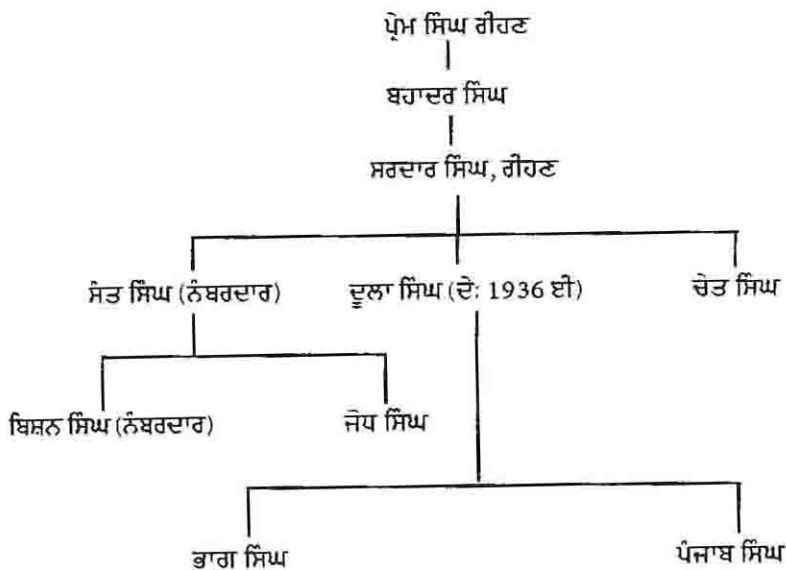 ਪ੍ਰੇਮ ਸਿੰਘ ਰੀਹਣ
ਬਹਾਦਰ ਸਿੰਘ
ਸਰਦਾਰ ਸਿੰਘ, ਰੀਹਣ
ਸੰਤ ਸਿੰਘ (ਨੰਬਰਦਾਰ) ਦੂਲਾ ਸਿੰਘ (ਦੇ: 1936 ਈ) ਚੇਤ ਸਿੰਘ
ਬਿਸ਼ਨ ਸਿੰਘ (ਨੰਬਰਦਾਰ) ਜੋਧ ਸਿੰਘ
ਭਾਗ ਸਿੰਘ ਪੰਜਾਬ ਸਿੰਘ